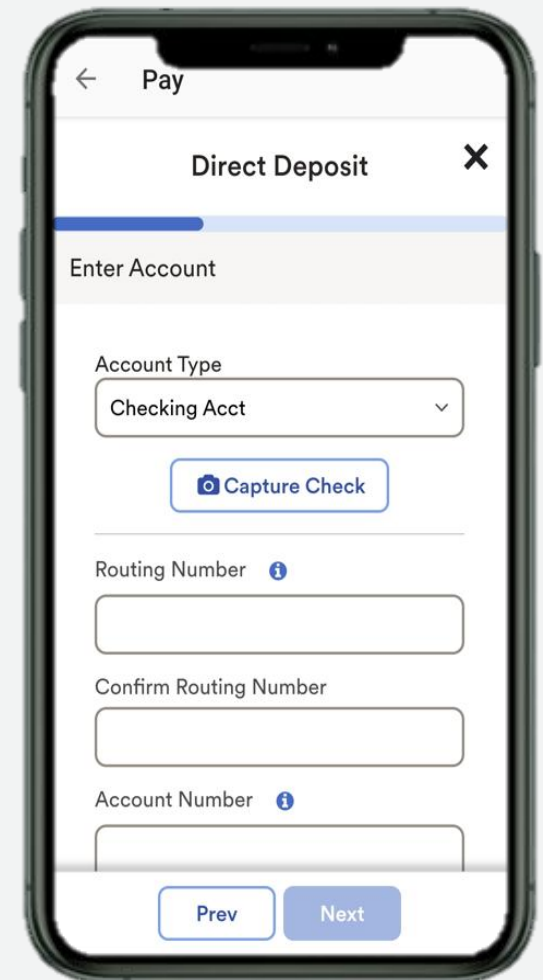 Pay
Direct Deposit
Enter Account
Account Type
Checking Acct
Capture Check
Routing Number
Confirm Routing Number
Account Number
Prev Next